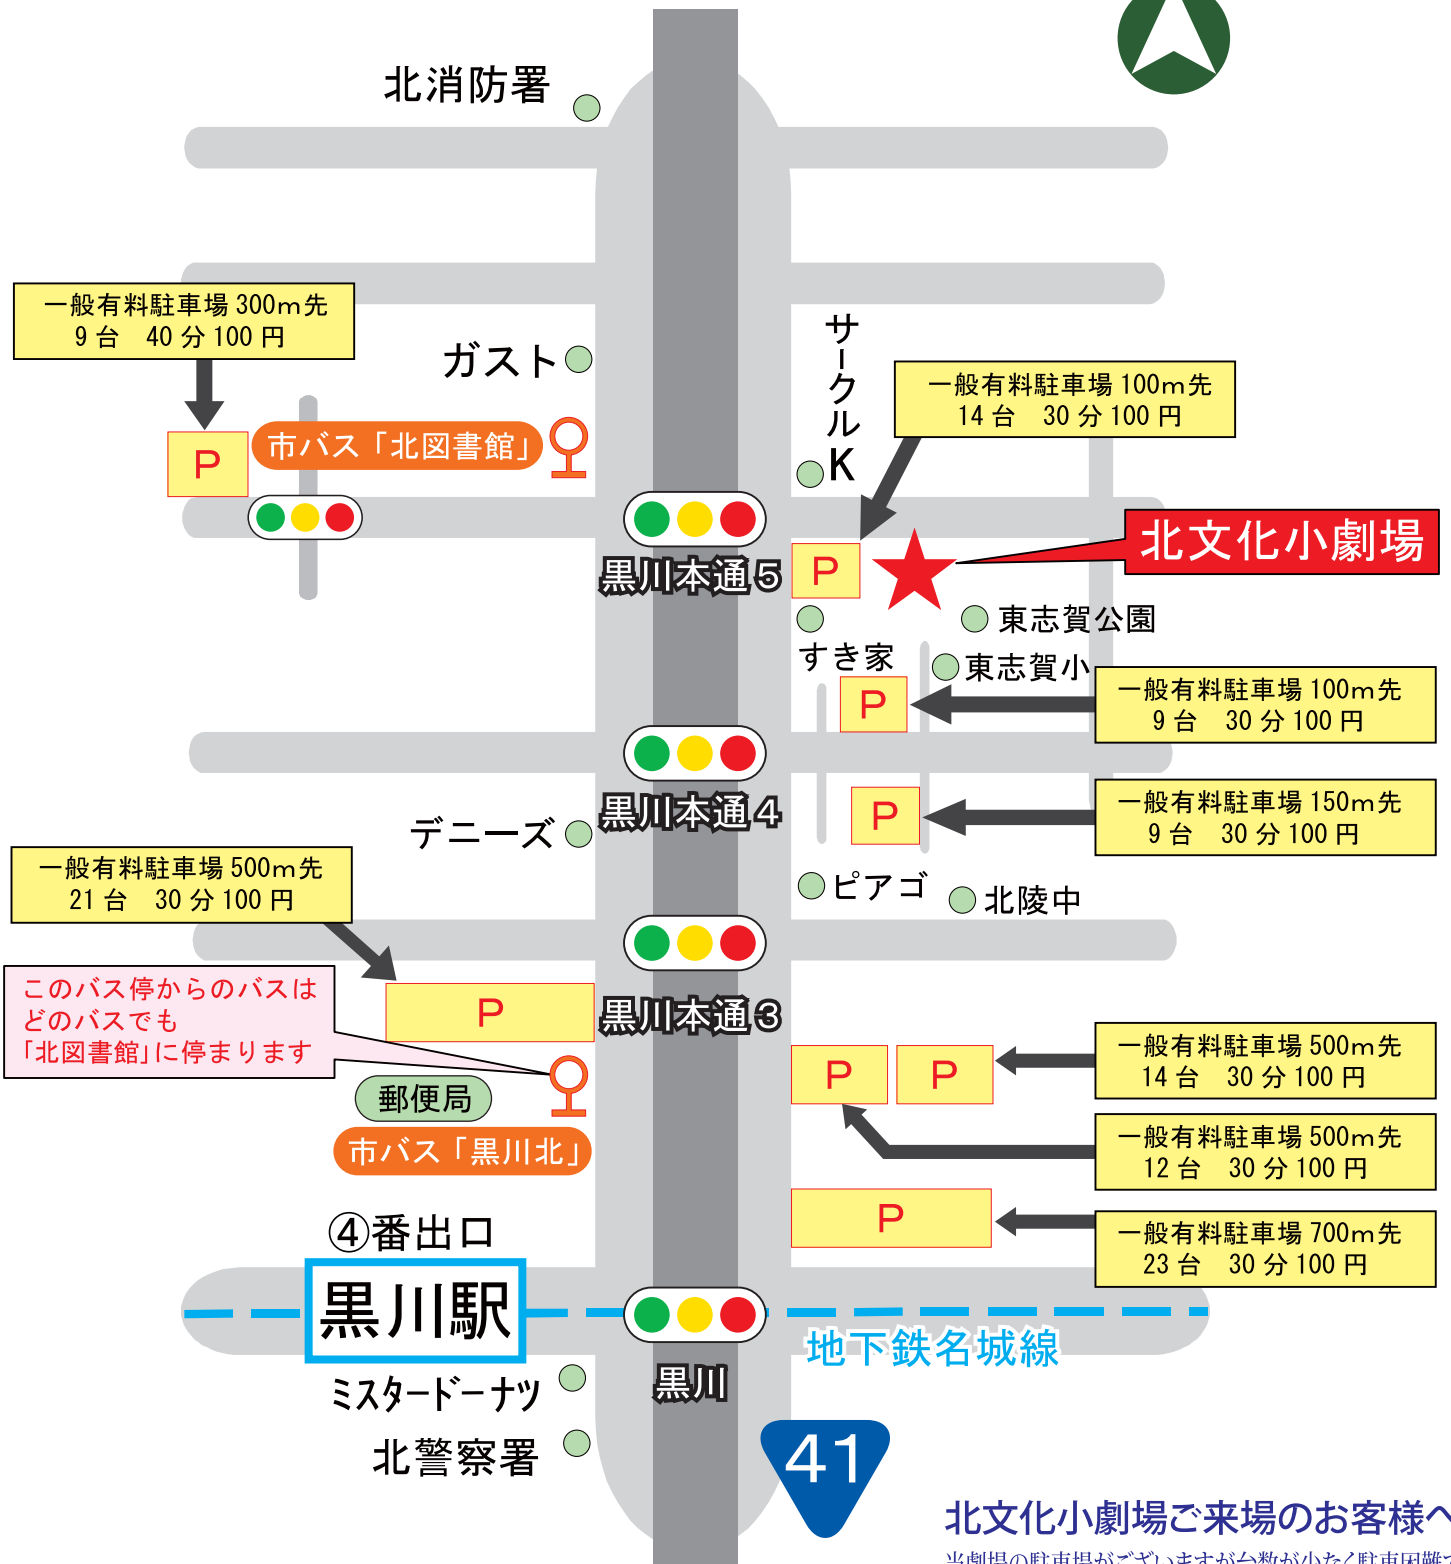 北消防署
一般有料駐車場 300m先
9 台　40 分 100 円
ガスト
サークルK
一般有料駐車場 100m先
14 台　30 分 100 円
P
市バス「北図書館」
黒川本通5
P
北文化小劇場
すき家
東志賀公園
東志賀小
P
一般有料駐車場 100m先
9 台　30 分 100 円
黒川本通4
P
一般有料駐車場 150m先
9 台　30 分 100 円
デニーズ
ピアゴ
北陵中
一般有料駐車場 500m先
21 台　30 分 100 円
このバス停からのバスは
どのバスでも
「北図書館」に停まります
P
黒川本通3
郵便局
市バス「黒川北」
P
P
一般有料駐車場 500m先
14 台　30 分 100 円
一般有料駐車場 500m先
12 台　30 分 100 円
P
一般有料駐車場 700m先
23 台　30 分 100 円
④番出口
黒川駅
地下鉄名城線
黒川
ミスタードーナツ
北警察署
41
北文化小劇場ご来場のお客様へ